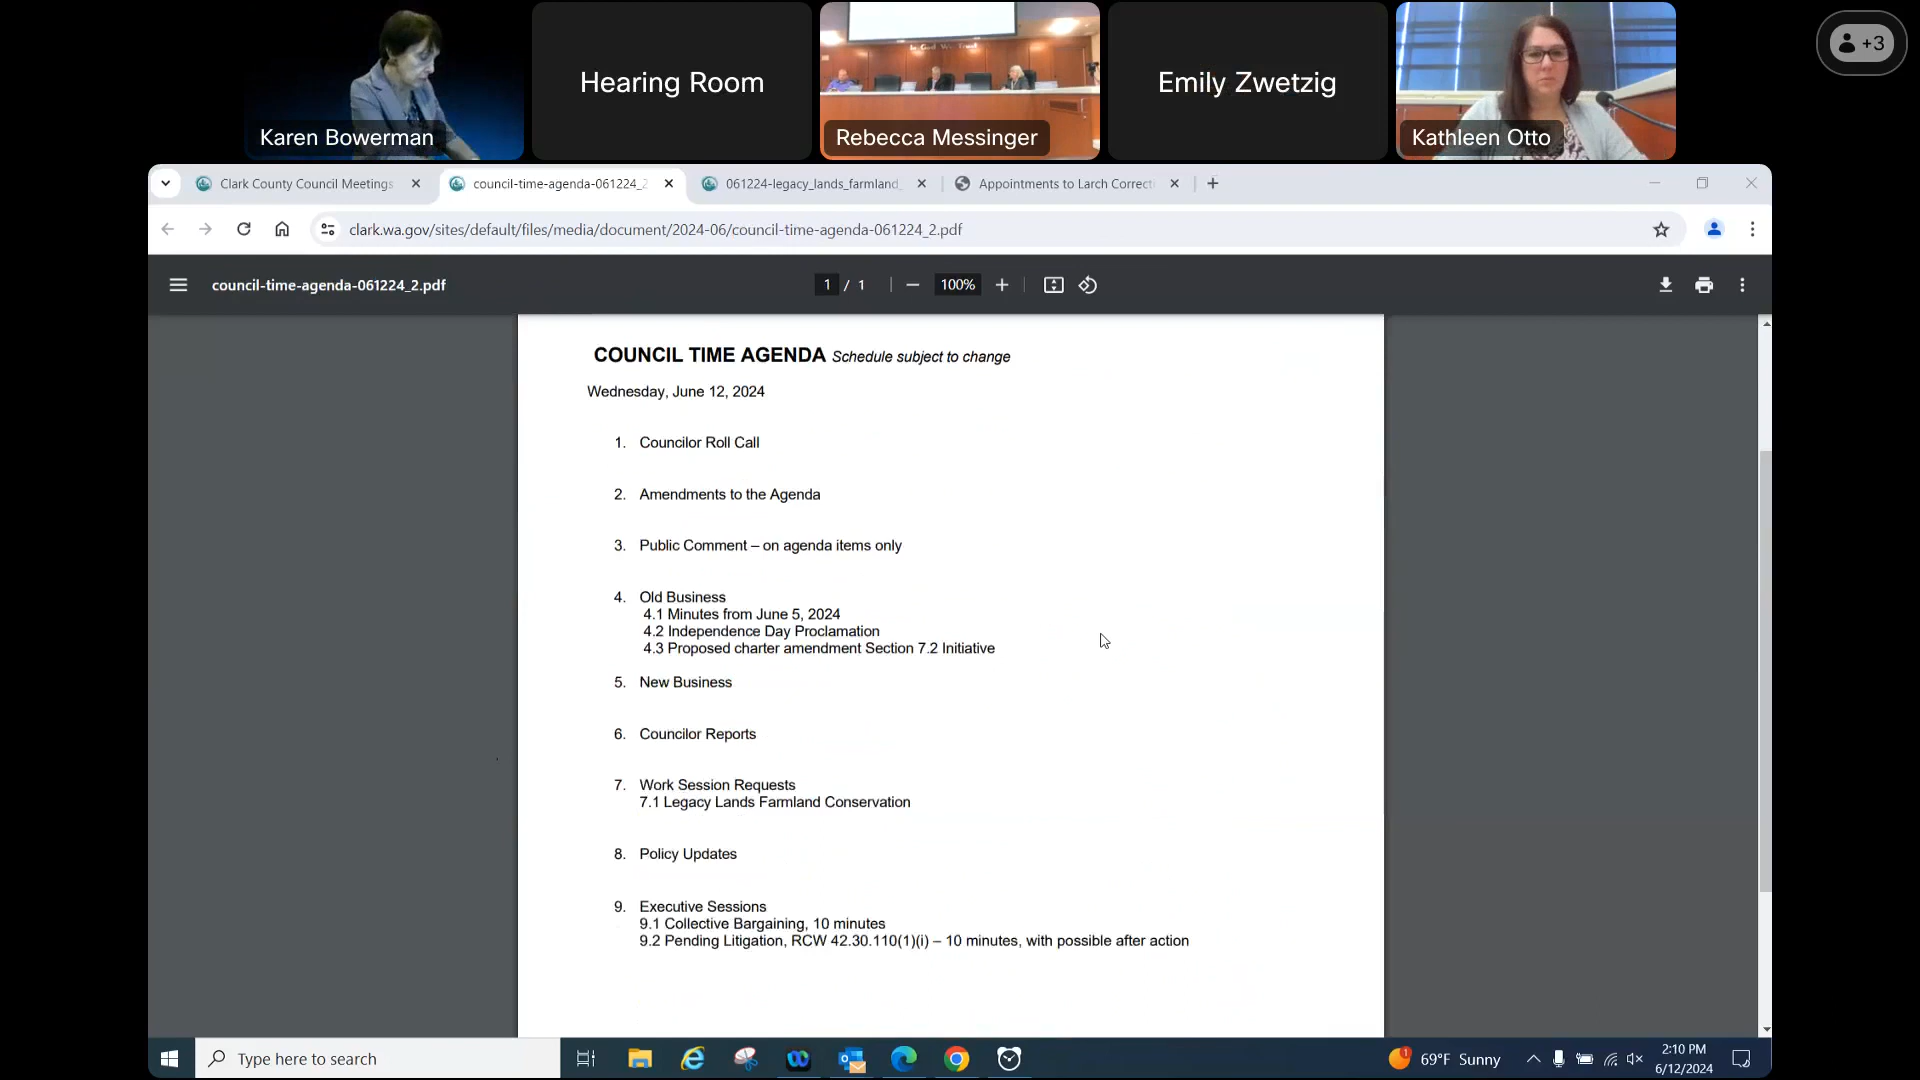 Karen Bowerman
Hearing Room
In God We Trust
Rebecca Messinger
Emily Zwetzig
Kathleen Otto
+3
Clark County Council Meetings
council-time-agenda-061224_2
061224-legacy_lands_farmland_
Appointments to Larch Correcti
clark.wa.gov/sites/default/files/media/document/2024-06/council-time-agenda-061224_2.pdf
council-time-agenda-061224_2.pdf
1 / 1
100%
COUNCIL TIME AGENDA Schedule subject to change
Wednesday, June 12, 2024
1. Councilor Roll Call
2. Amendments to the Agenda
3. Public Comment – on agenda items only
4. Old Business
4.1 Minutes from June 5, 2024
4.2 Independence Day Proclamation
4.3 Proposed charter amendment Section 7.2 Initiative
5. New Business
6. Councilor Reports
7. Work Session Requests
7.1 Legacy Lands Farmland Conservation
8. Policy Updates
9. Executive Sessions
9.1 Collective Bargaining, 10 minutes
9.2 Pending Litigation, RCW 42.30.110(1)(i) – 10 minutes, with possible after action
Type here to search
1
69°F Sunny
2:10 PM
6/12/2024